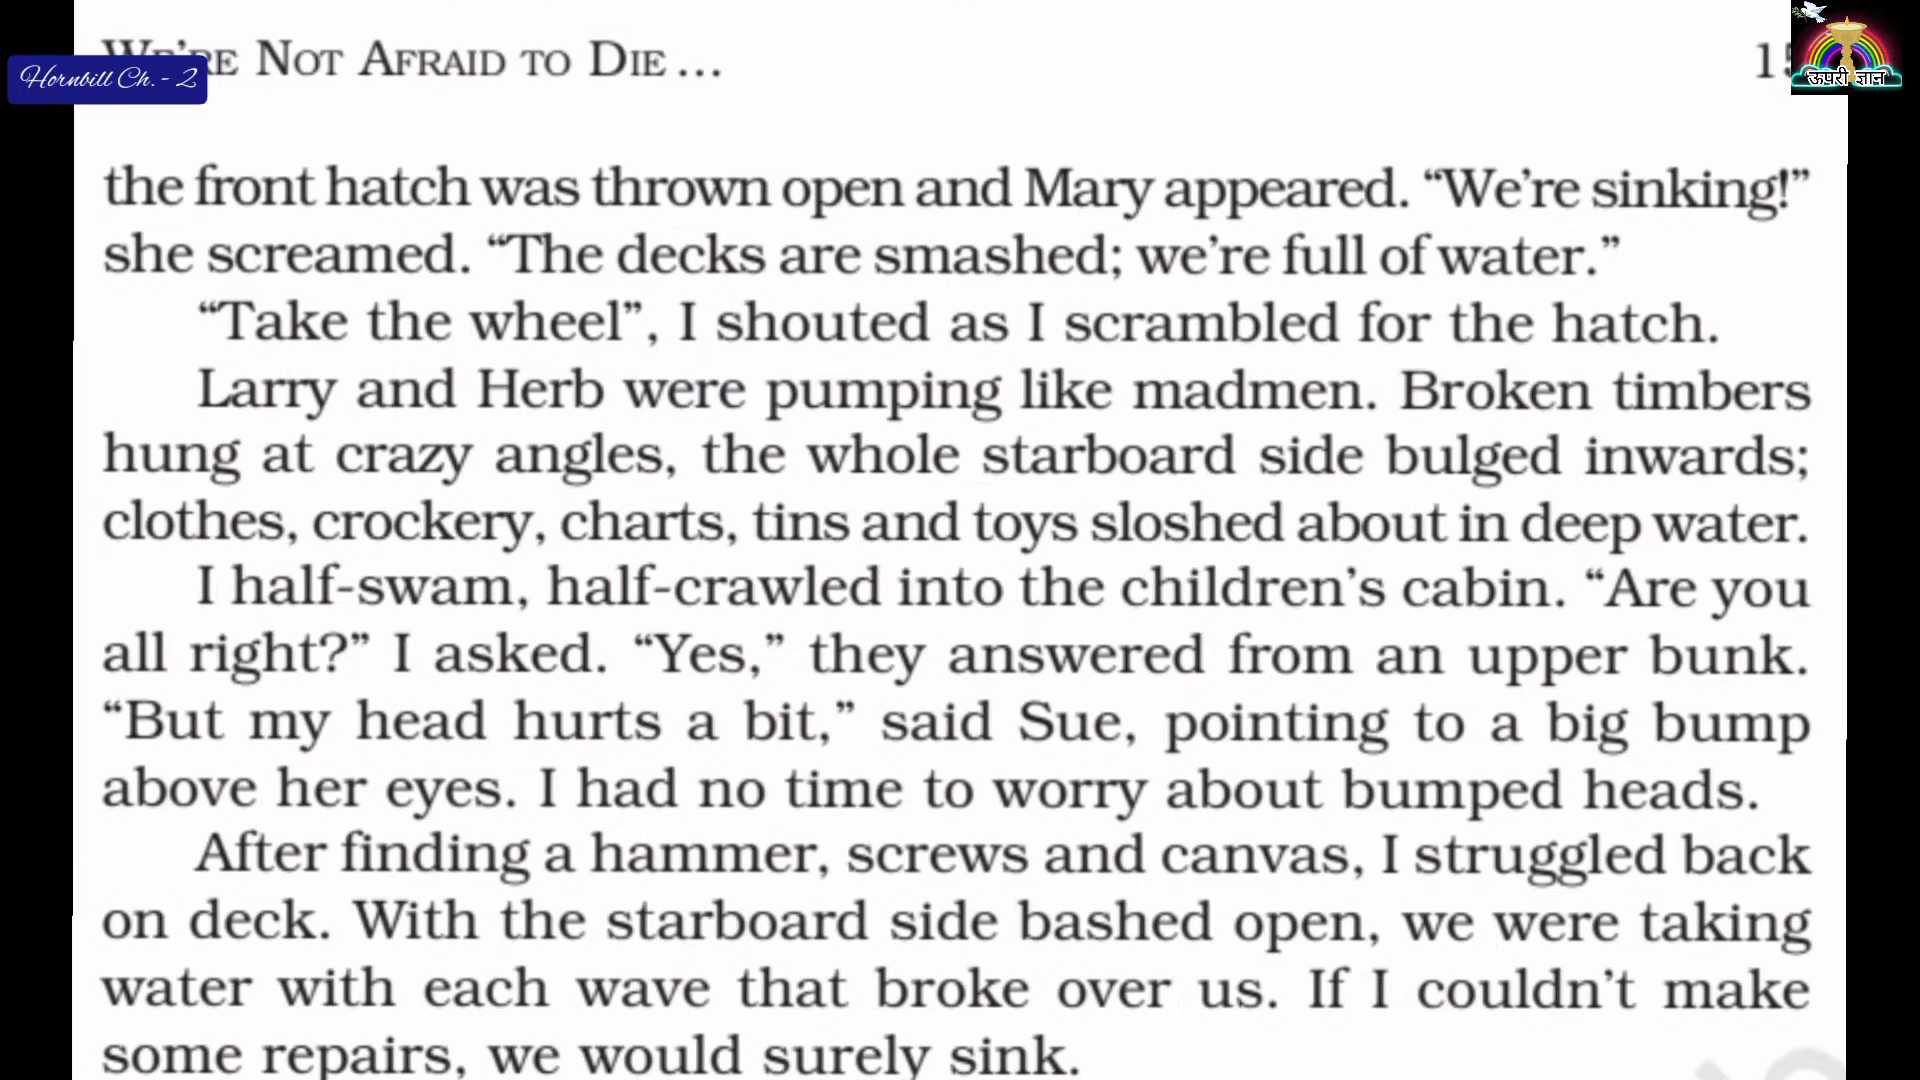 WE'RE NOT AFRAID TO DIE ...
Hornbill Ch. - 2
ऊपरी ज्ञान
the front hatch was thrown open and Mary appeared. “We’re sinking!”
she screamed. “The decks are smashed; we’re full of water.”
“Take the wheel”, I shouted as I scrambled for the hatch.
Larry and Herb were pumping like madmen. Broken timbers
hung at crazy angles, the whole starboard side bulged inwards;
clothes, crockery, charts, tins and toys sloshed about in deep water.
I half-swam, half-crawled into the children’s cabin. “Are you
all right?” I asked. “Yes,” they answered from an upper bunk.
“But my head hurts a bit,” said Sue, pointing to a big bump
above her eyes. I had no time to worry about bumped heads.
After finding a hammer, screws and canvas, I struggled back
on deck. With the starboard side bashed open, we were taking
water with each wave that broke over us. If I couldn’t make
some repairs, we would surely sink.